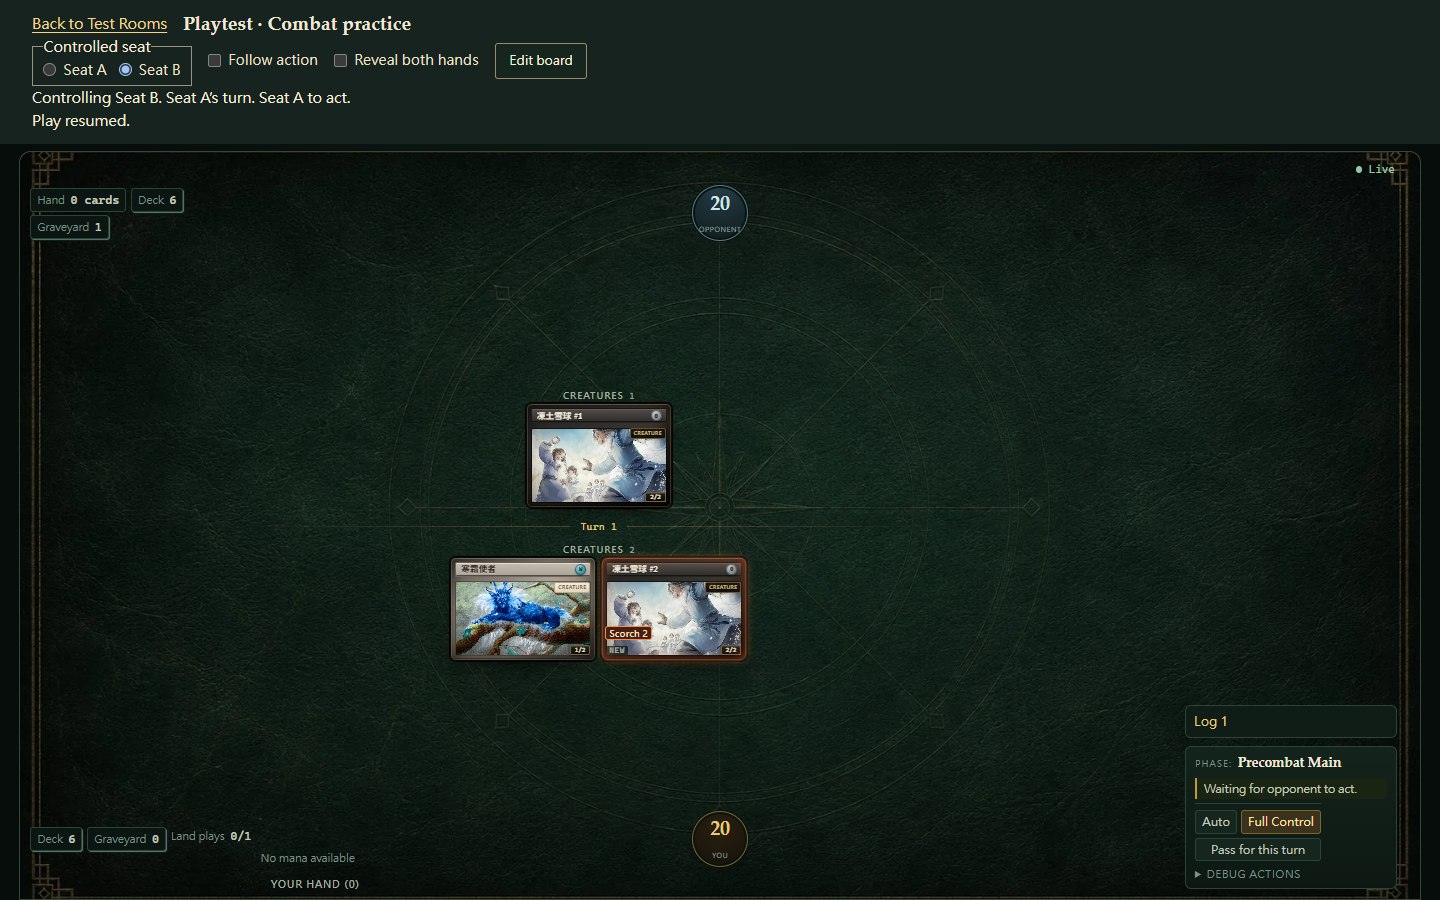 Back to Test Rooms Playtest · Combat practice
Controlled seat
Seat A Seat B Follow action Reveal both hands Edit board
Controlling Seat B. Seat A's turn. Seat A to act.
Play resumed.
Live
Hand 0 cards Deck 6
Graveyard 1
20
OPPONENT
CREATURES 1
凍土雪球 #1 0
CREATURE
2/2
Turn 1
CREATURES 2
寒霜使者 W
CREATURE
1/2
凍土雪球 #2 0
CREATURE
Scorch 2
NEW 2/2
Log 1
PHASE: Precombat Main
Waiting for opponent to act.
Auto Full Control
Pass for this turn
▶ DEBUG ACTIONS
20
YOU
Deck 6 Graveyard 0 Land plays 0/1
No mana available
YOUR HAND (0)